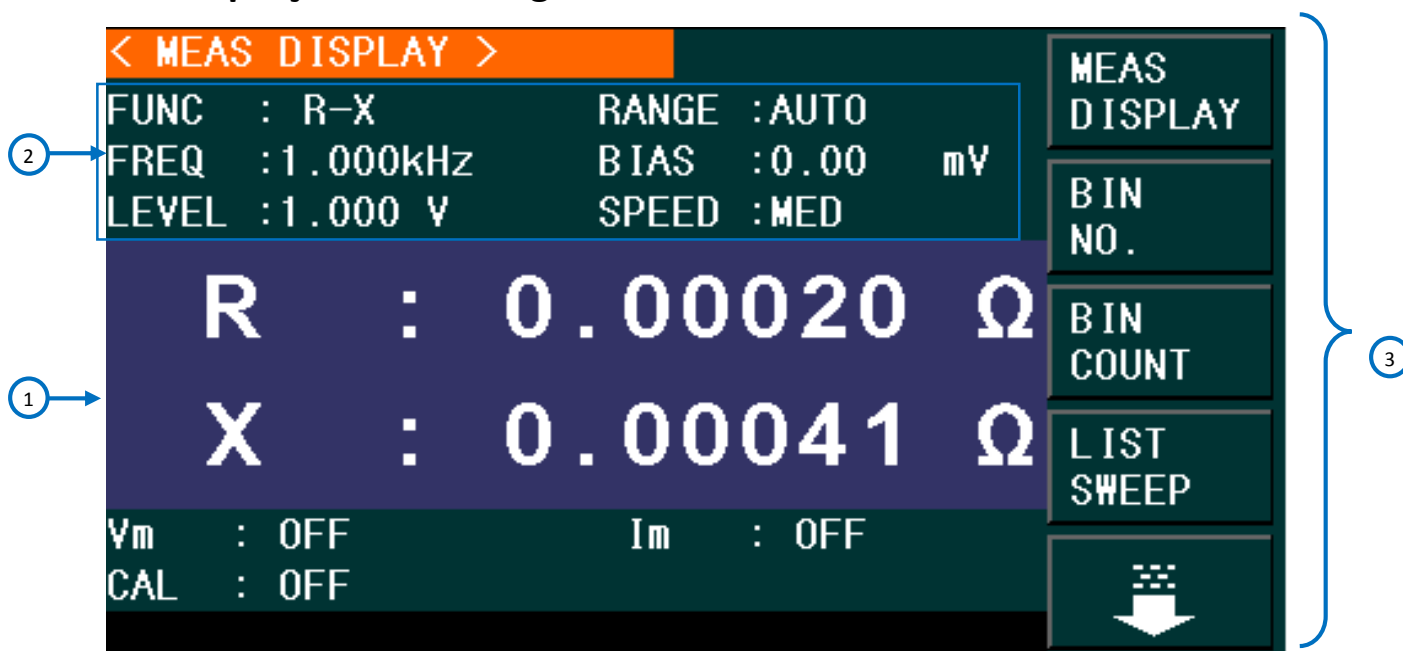 < MEAS DISPLAY >
FUNC : R-X RANGE :AUTO
FREQ :1.000kHz BIAS :0.00 mV
LEVEL :1.000 V SPEED :MED
R : 0.00020 Ω
X : 0.00041 Ω
Vm : OFF Im : OFF
CAL : OFF
MEAS
DISPLAY
BIN
NO.
BIN
COUNT
LIST
SWEEP
2
1
3